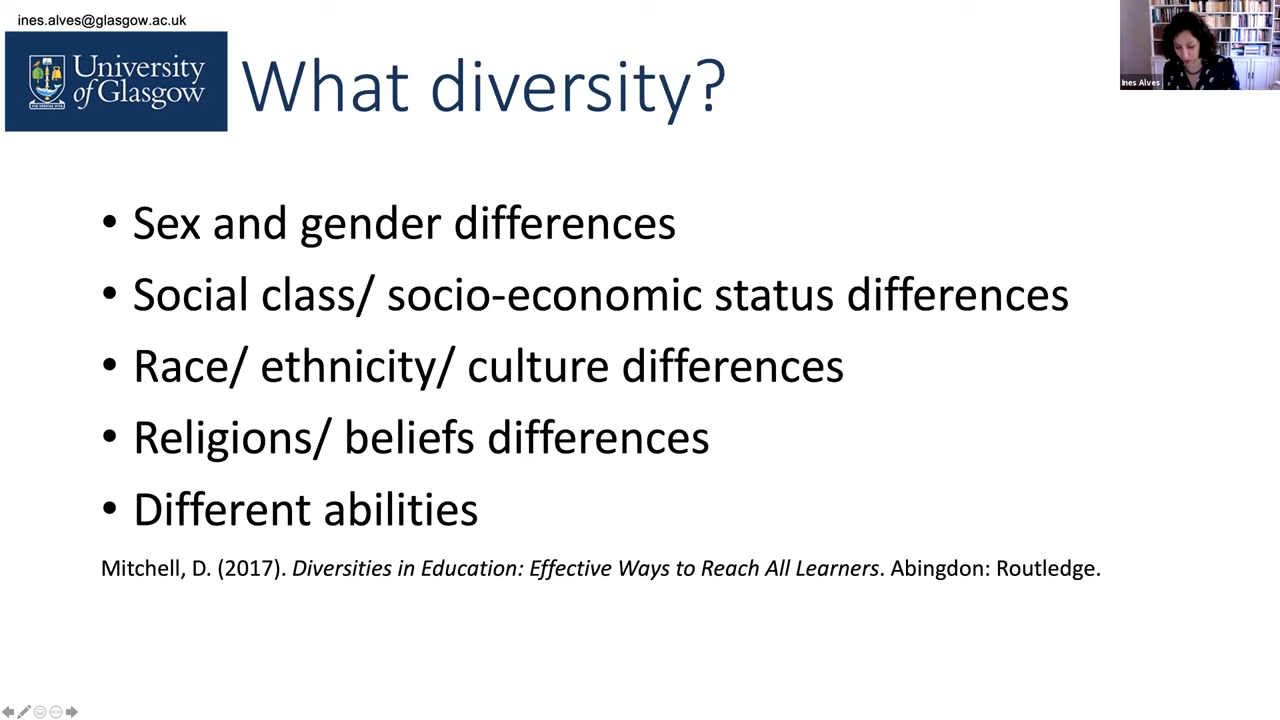 ines.alves@glasgow.ac.uk
University
of Glasgow
What diversity?
Ines Alves
• Sex and gender differences
• Social class/ socio-economic status differences
• Race/ ethnicity/ culture differences
• Religions/ beliefs differences
• Different abilities
Mitchell, D. (2017). Diversities in Education: Effective Ways to Reach All Learners. Abingdon: Routledge.